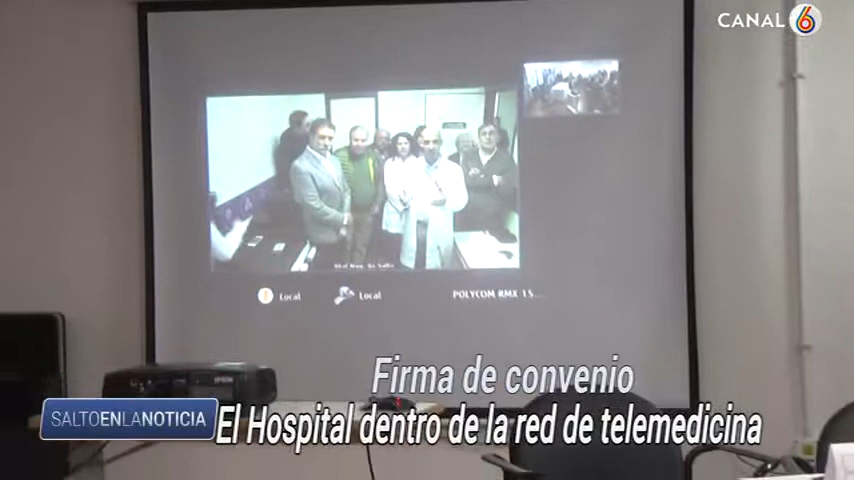 CANAL 6
Local
Local
POLYCOM RMX 15...
EPSON
Firma de convenio
SALTOENLANOTICIA
El Hospital dentro de la red de telemedicina